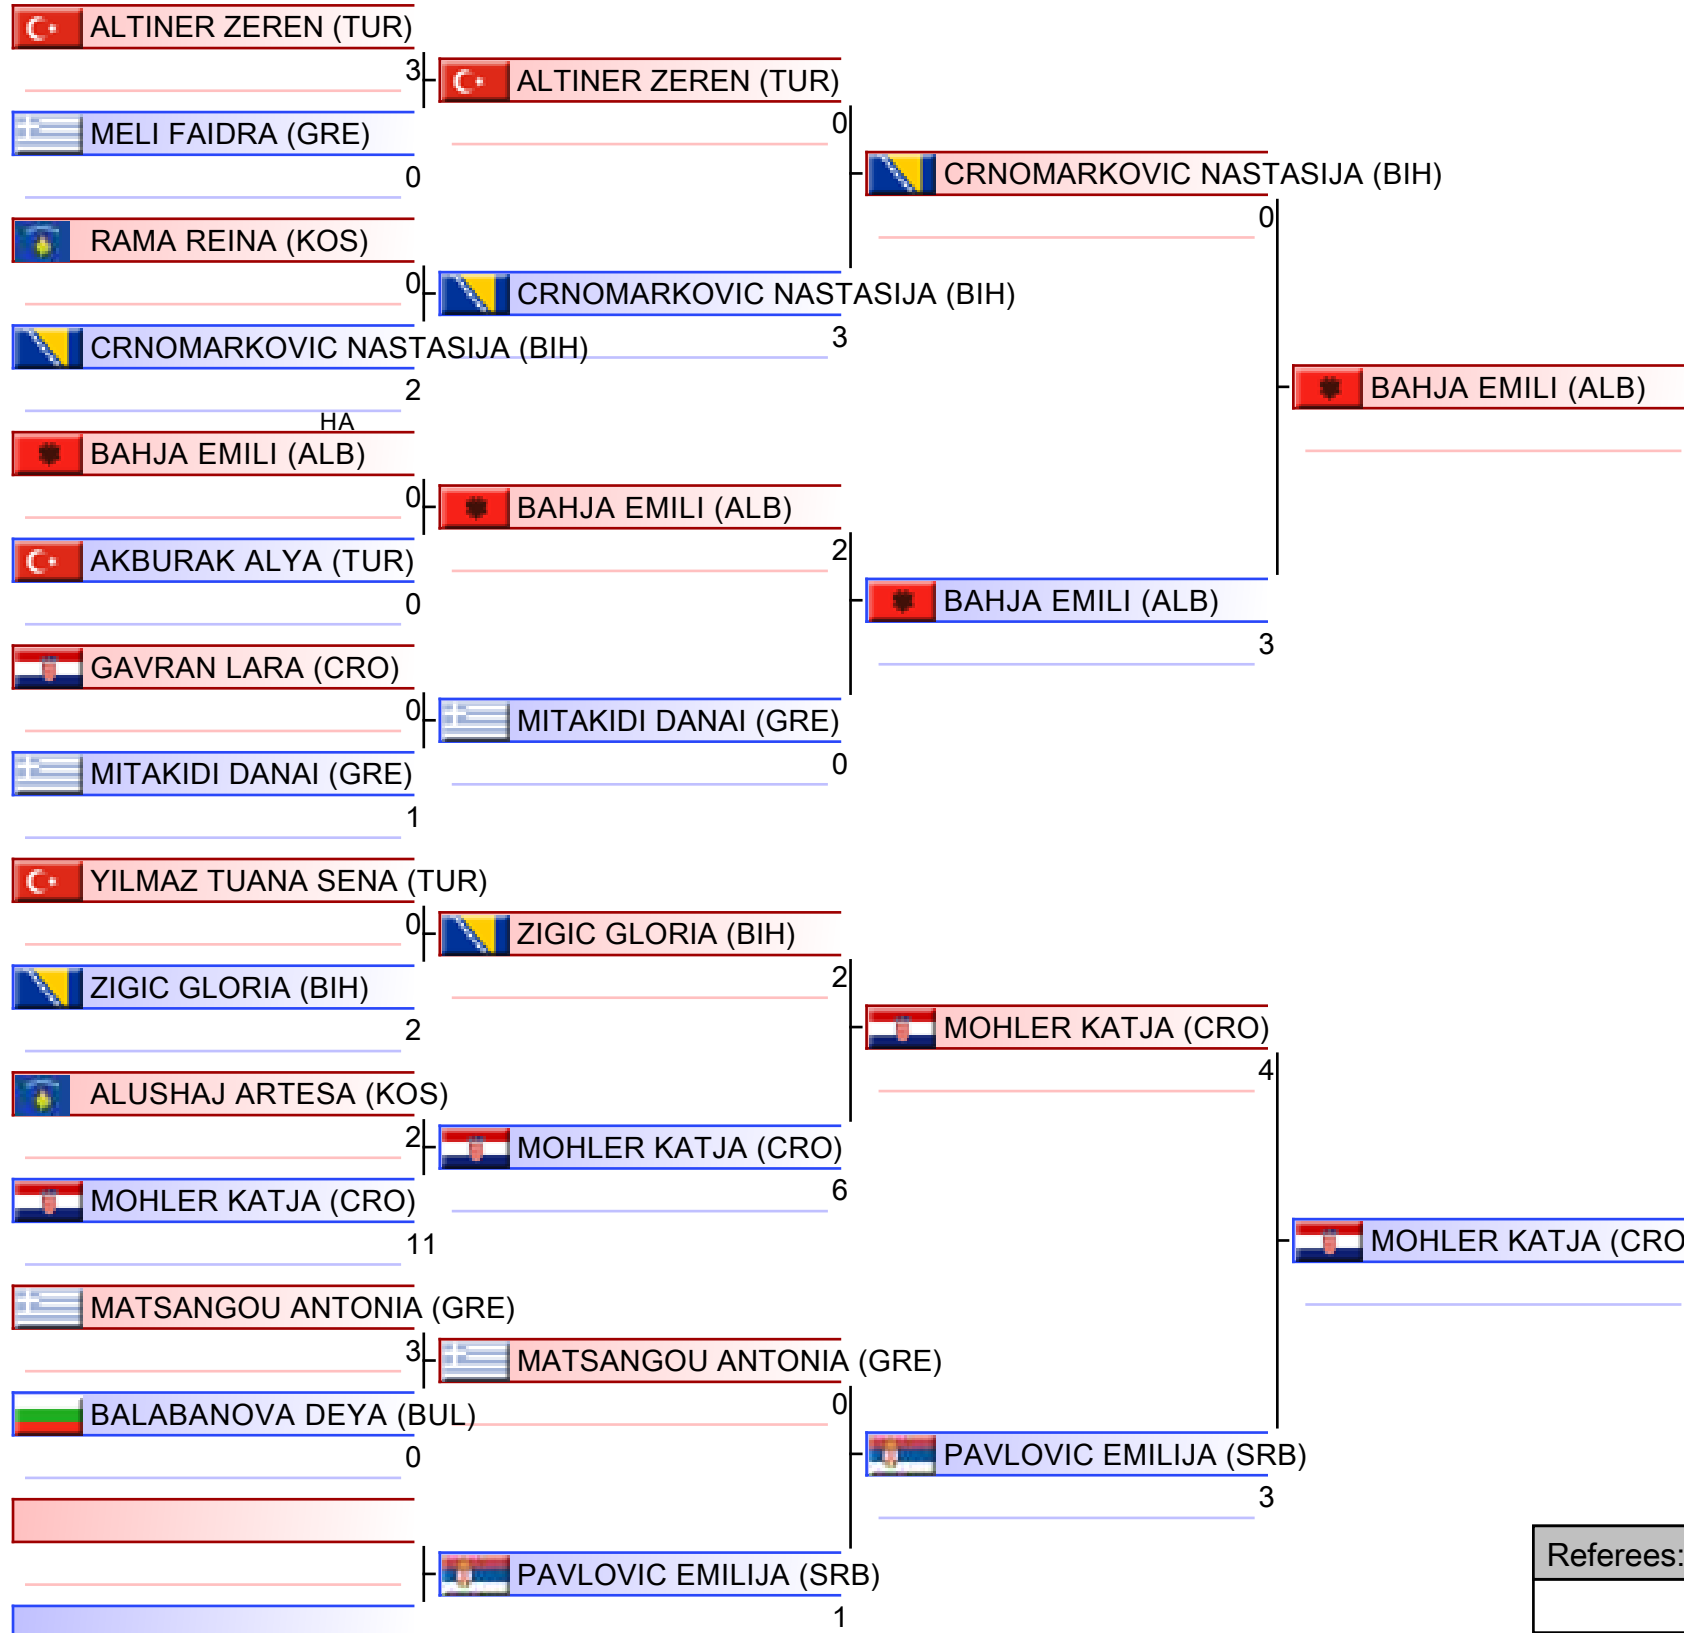 ALTINER ZEREN (TUR)
3
ALTINER ZEREN (TUR)
0
MELI FAIDRA (GRE)
0
CRNOMARKOVIC NASTASIJA (BIH)
0
RAMA REINA (KOS)
0
CRNOMARKOVIC NASTASIJA (BIH)
3
CRNOMARKOVIC NASTASIJA (BIH)
2
BAHJA EMILI (ALB)
HA
BAHJA EMILI (ALB)
0
BAHJA EMILI (ALB)
2
AKBURAK ALYA (TUR)
0
BAHJA EMILI (ALB)
3
GAVRAN LARA (CRO)
0
MITAKIDI DANAI (GRE)
0
MITAKIDI DANAI (GRE)
1
YILMAZ TUANA SENA (TUR)
0
ZIGIC GLORIA (BIH)
2
ZIGIC GLORIA (BIH)
2
MOHLER KATJA (CRO)
4
ALUSHAJ ARTESA (KOS)
2
MOHLER KATJA (CRO)
6
MOHLER KATJA (CRO)
11
MOHLER KATJA (CRO
MATSANGOU ANTONIA (GRE)
3
MATSANGOU ANTONIA (GRE)
0
BALABANOVA DEYA (BUL)
0
PAVLOVIC EMILIJA (SRB)
3
PAVLOVIC EMILIJA (SRB)
1
Referees: